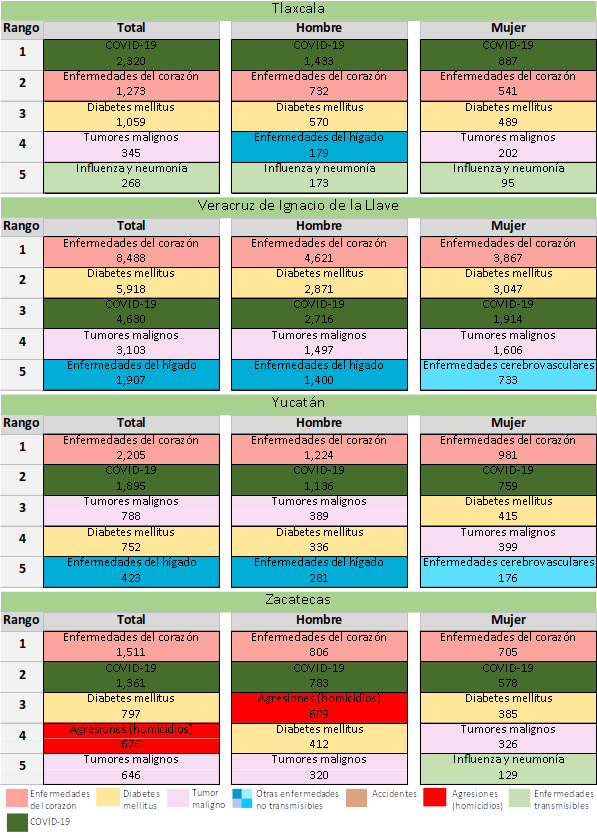 Tlaxcala
Rango Total Hombre Mujer
1 COVID-19 COVID-19 COVID-19
2,320 1,433 887
2 Enfermedades del corazón Enfermedades del corazón Enfermedades del corazón
1,273 732 541
3 Diabetes mellitus Diabetes mellitus Diabetes mellitus
1,059 570 489
4 Tumores malignos Enfermedades del hígado Tumores malignos
345 179 202
5 Influenza y neumonía Influenza y neumonía Influenza y neumonía
268 173 95
Veracruz de Ignacio de la Llave
Rango Total Hombre Mujer
1 Enfermedades del corazón Enfermedades del corazón Enfermedades del corazón
8,488 4,621 3,867
2 Diabetes mellitus Diabetes mellitus Diabetes mellitus
5,918 2,871 3,047
3 COVID-19 COVID-19 COVID-19
4,630 2,716 1,914
4 Tumores malignos Tumores malignos Tumores malignos
3,103 1,497 1,606
5 Enfermedades del hígado Enfermedades del hígado Enfermedades cerebrovasculares
1,907 1,400 733
Yucatán
Rango Total Hombre Mujer
1 Enfermedades del corazón Enfermedades del corazón Enfermedades del corazón
2,205 1,224 981
2 COVID-19 COVID-19 COVID-19
1,895 1,136 759
3 Tumores malignos Tumores malignos Diabetes mellitus
788 389 415
4 Diabetes mellitus Diabetes mellitus Tumores malignos
752 336 399
5 Enfermedades del hígado Enfermedades del hígado Enfermedades cerebrovasculares
423 281 176
Zacatecas
Rango Total Hombre Mujer
1 Enfermedades del corazón Enfermedades del corazón Enfermedades del corazón
1,511 806 705
2 COVID-19 COVID-19 COVID-19
1,361 783 578
3 Diabetes mellitus Agresiones (homicidios) Diabetes mellitus
797 609 385
4 Agresiones (homicidios) Diabetes mellitus Tumores malignos
676 412 326
5 Tumores malignos Tumores malignos Influenza y neumonía
646 320 129
Enfermedades del corazón
Diabetes mellitus
Tumor maligno
Otras enfermedades no transmisibles
Accidentes
Agresiones (homicidios)
Enfermedades transmisibles
COVID-19